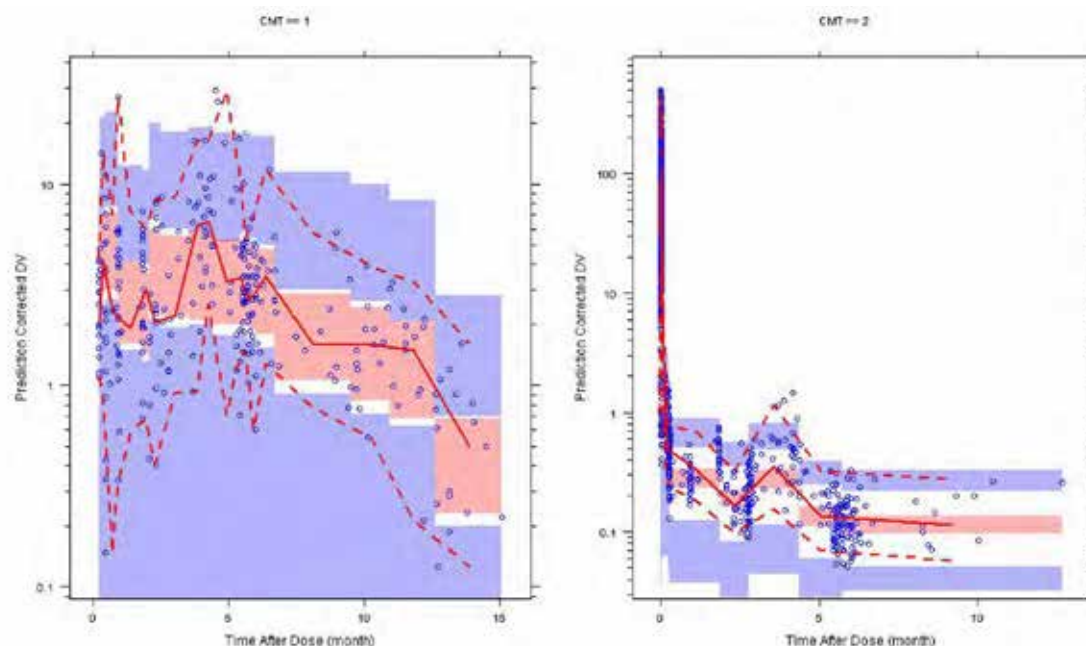 CMT == 1
CMT == 2
Prediction Corrected DV
10
1
0.1
0
5
10
15
Time After Dose (month)
Prediction Corrected DV
100
10
1
0.1
0
5
10
Time After Dose (month)